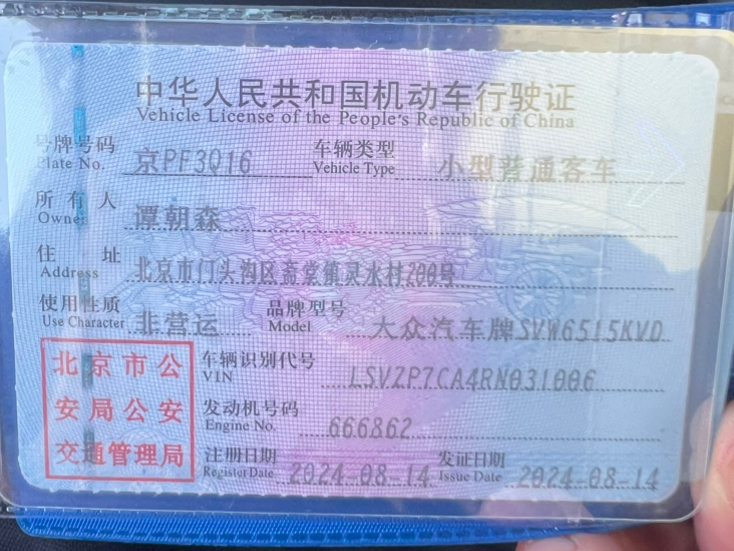 中华人民共和国机动车行驶证
Vehicle License of the People's Republic of China
号牌号码 京PF3Q16 车辆类型 小型普通客车
Plate No. Vehicle Type
所有人 谭朝森
Owner
住址 北京市门头沟区斋堂镇灵水村200号
Address
使用性质 非营运 品牌型号 大众汽车牌SVW6515KVD
Use Character Model
北京市公安局公安交通管理局
车辆识别代号 LSVZP7CA4RN031006
VIN
发动机号码 666862
Engine No.
注册日期 2024-08-14 发证日期 2024-08-14
Register Date Issue Date